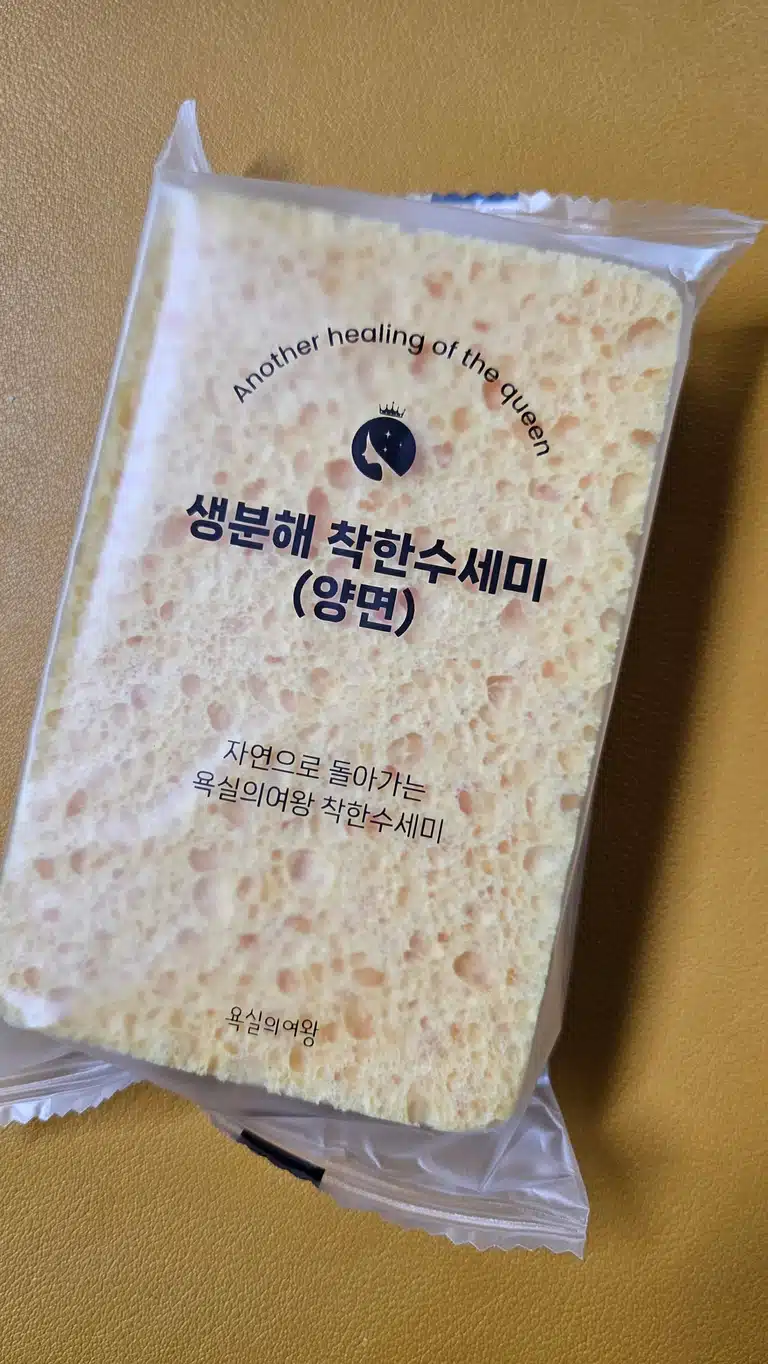 Another healing of the queen
생분해 착한수세미
(양면)
자연으로 돌아가는
욕실의여왕 착한수세미
욕실의여왕